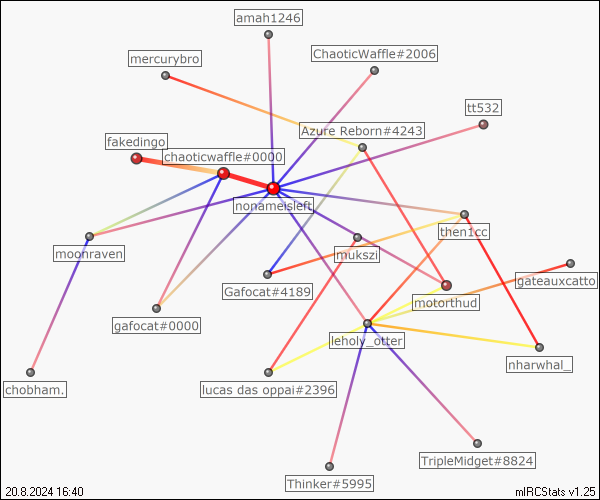 amah1246
ChaoticWaffle#2006
mercurybro
tt532
Azure Reborn#4243
fakedingo
chaoticwaffle#0000
nonameisleft
then1cc
moonraven
mukszi
gateauxcatto
Gafocat#4189
motorthud
gafocat#0000
leholy_otter
nharwhal_
chobham.
lucas das oppai#2396
TripleMidget#8824
Thinker#5995
20.8.2024 16:40
mIRCStats v1.25